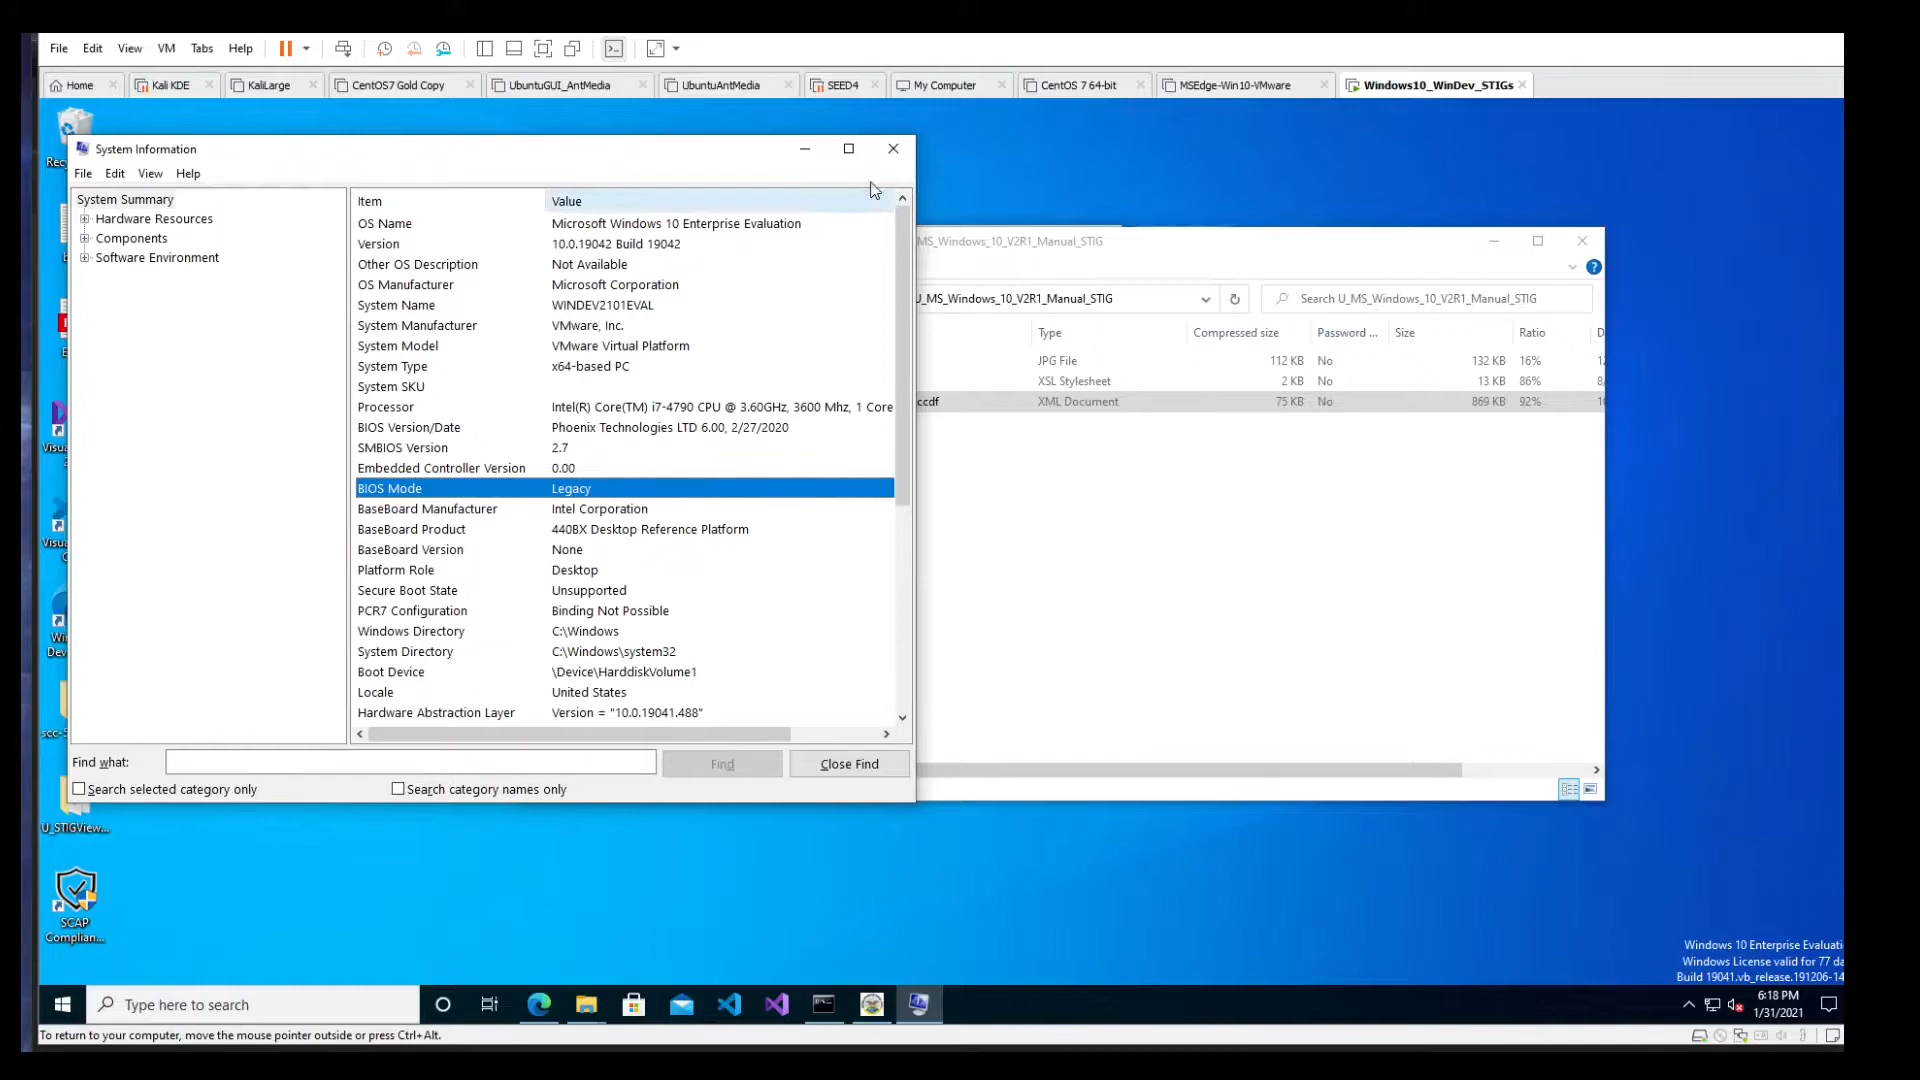 File Edit View VM Tabs Help
Home Kali KDE KaliLarge CentOS7 Gold Copy UbuntuGUI_AntMedia UbuntuAntMedia SEED4 My Computer CentOS 7 64-bit MSEdge-Win10-VMware Windows10_WinDev_STIGs
Rec
System Information
File Edit View Help
System Summary
Hardware Resources
Components
Software Environment
Item Value
OS Name Microsoft Windows 10 Enterprise Evaluation
Version 10.0.19042 Build 19042
Other OS Description Not Available
OS Manufacturer Microsoft Corporation
System Name WINDEV2101EVAL
System Manufacturer VMware, Inc.
System Model VMware Virtual Platform
System Type x64-based PC
System SKU
Processor Intel(R) Core(TM) i7-4790 CPU @ 3.60GHz, 3600 Mhz, 1 Core
BIOS Version/Date Phoenix Technologies LTD 6.00, 2/27/2020
SMBIOS Version 2.7
Embedded Controller Version 0.00
BIOS Mode Legacy
BaseBoard Manufacturer Intel Corporation
BaseBoard Product 440BX Desktop Reference Platform
BaseBoard Version None
Platform Role Desktop
Secure Boot State Unsupported
PCR7 Configuration Binding Not Possible
Windows Directory C:\Windows
System Directory C:\Windows\system32
Boot Device \Device\HarddiskVolume1
Locale United States
Hardware Abstraction Layer Version = "10.0.19041.488"
Find what: Find Close Find
Search selected category only Search category names only
MS_Windows_10_V2R1_Manual_STIG
U_MS_Windows_10_V2R1_Manual_STIG Search U_MS_Windows_10_V2R1_Manual_STIG
Type Compressed size Password ... Size Ratio D
JPG File 112 KB No 132 KB 16% 12
XSL Stylesheet 2 KB No 13 KB 86% 8/
ccdf XML Document 75 KB No 869 KB 92% 10
Visua
Visua
Wi
Dev
scc-5
U_STIGView...
SCAP
Complian...
Windows 10 Enterprise Evaluati
Windows License valid for 77 da
Build 19041.vb_release.191206-14
Type here to search
6:18 PM
1/31/2021
To return to your computer, move the mouse pointer outside or press Ctrl+Alt.